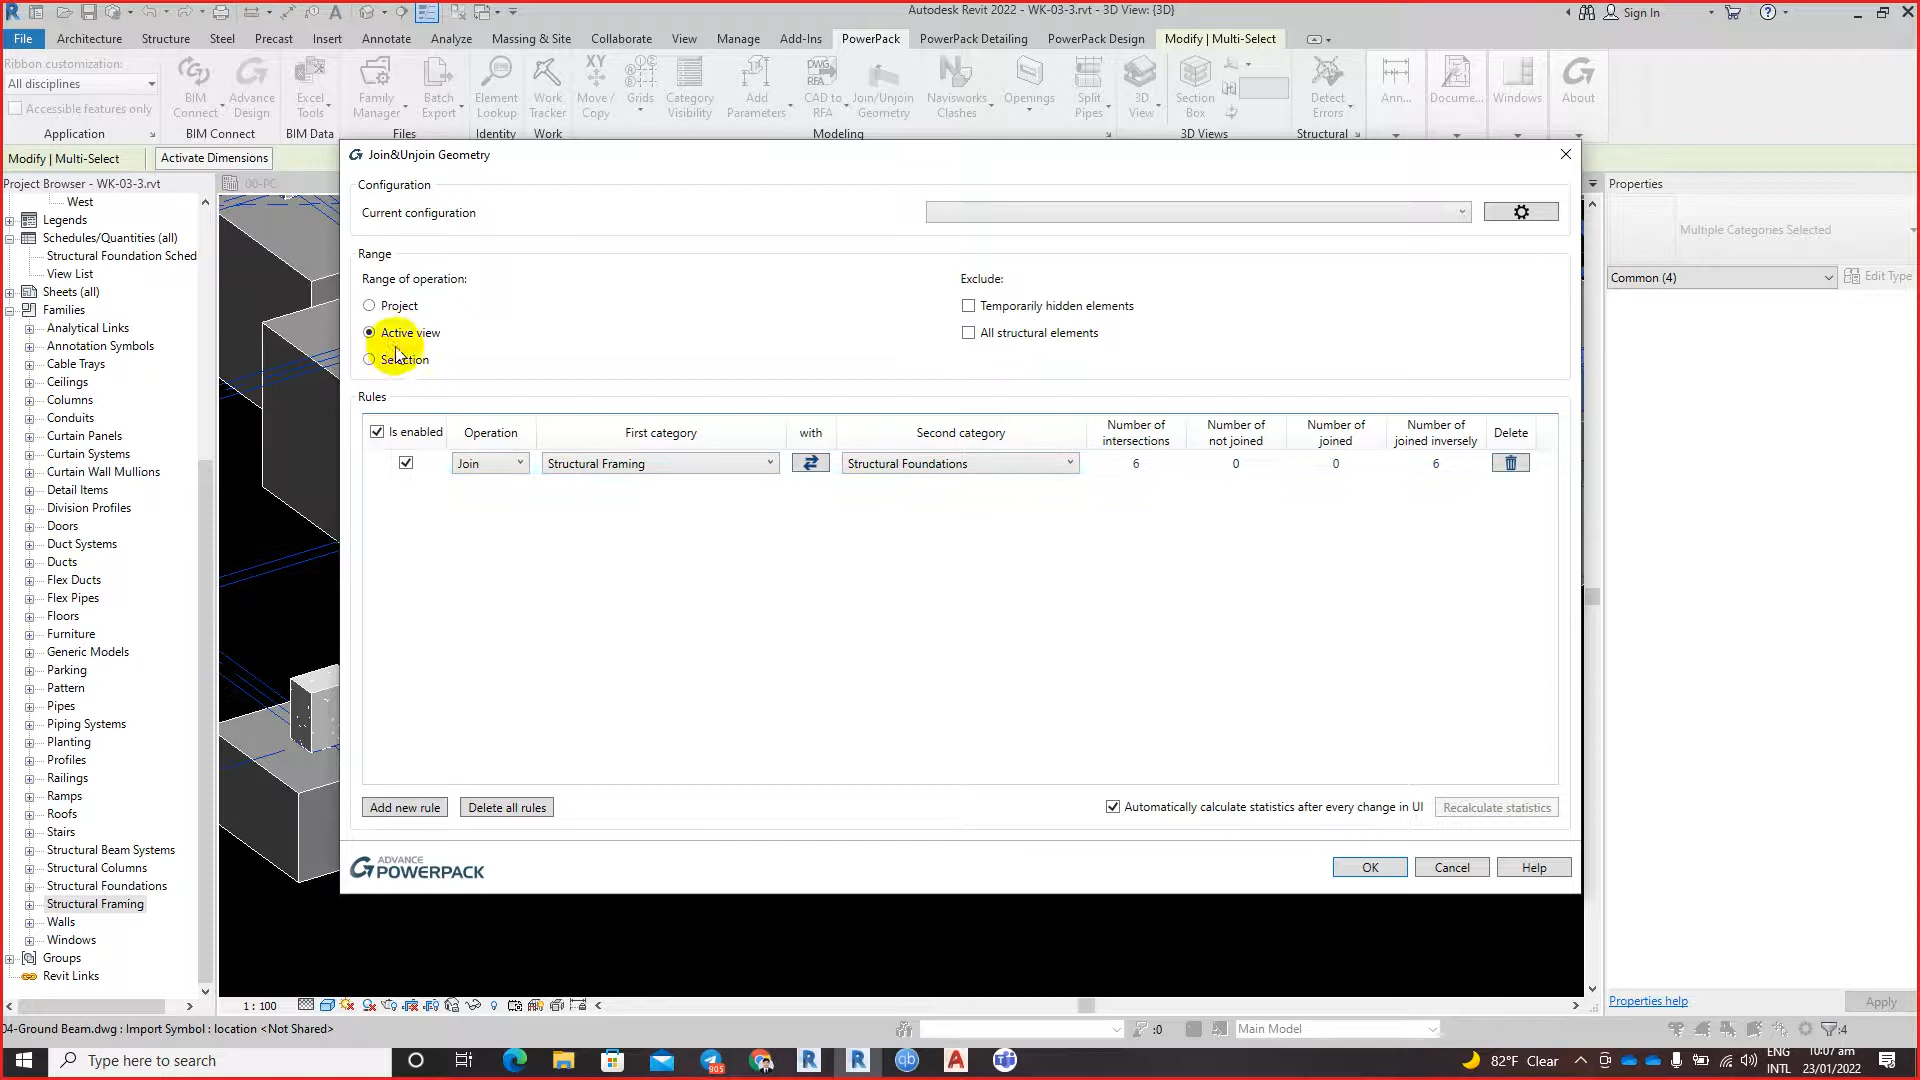 Autodesk Revit 2022 - WK-03-3.rvt - 3D View: {3D}
Sign In
File Architecture Structure Steel Precast Insert Annotate Analyze Massing & Site Collaborate View Manage Add-Ins PowerPack PowerPack Detailing PowerPack Design Modify | Multi-Select
Ribbon customization:
All disciplines
Accessible features only
Application
BIM Connect
Advance Design
BIM Connect
Excel Tools
BIM Data
Family Manager
Batch Export
Files
Element Lookup
Identity
Work Tracker
Work
XY
Move / Copy
Grids
Category Visibility
Add Parameters
DWG
RFA
CAD to RFA
Join/Unjoin Geometry
Navisworks Clashes
Openings
Split Pipes
Modeling
3D View
Section Box
3D Views
Detect Errors
Structural
Ann...
Docume...
Windows
About
Modify | Multi-Select
Activate Dimensions
Project Browser - WK-03-3.rvt
West
Legends
Schedules/Quantities (all)
Structural Foundation Sched
View List
Sheets (all)
Families
Analytical Links
Annotation Symbols
Cable Trays
Ceilings
Columns
Conduits
Curtain Panels
Curtain Systems
Curtain Wall Mullions
Detail Items
Division Profiles
Doors
Duct Systems
Ducts
Flex Ducts
Flex Pipes
Floors
Furniture
Generic Models
Parking
Pattern
Pipes
Piping Systems
Planting
Profiles
Railings
Ramps
Roofs
Stairs
Structural Beam Systems
Structural Columns
Structural Foundations
Structural Framing
Walls
Windows
Groups
Revit Links
00-PC
Join&Unjoin Geometry
Configuration
Current configuration
Range
Range of operation:
Project
Active view
Selection
Exclude:
Temporarily hidden elements
All structural elements
Rules
Is enabled Operation First category with Second category Number of intersections Number of not joined Number of joined Number of joined inversely Delete
Join Structural Framing Structural Foundations 6 0 0 6
Add new rule Delete all rules Automatically calculate statistics after every change in UI Recalculate statistics
ADVANCE
POWERPACK
OK Cancel Help
Properties
Multiple Categories Selected
Common (4) Edit Type
Properties help Apply
1 : 100
04-Ground Beam.dwg : Import Symbol : location <Not Shared>
:0
Main Model
:4
Type here to search
905
82°F Clear
ENG
INTL
10:07 am
23/01/2022